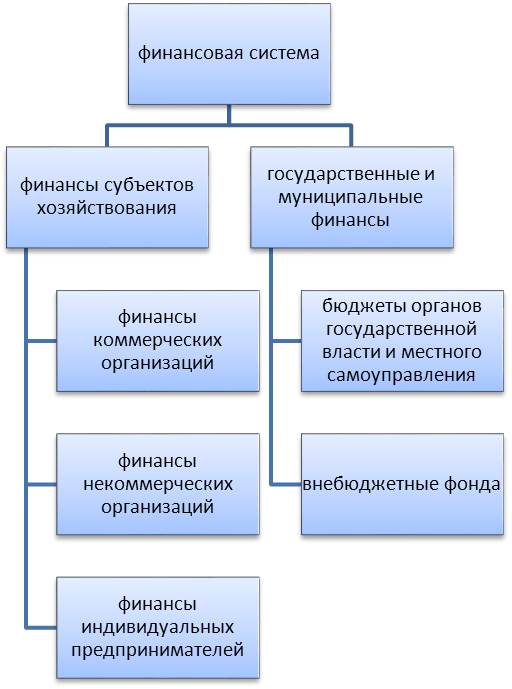 финансовая система
финансы субъектов
хозяйствования
государственные и
муниципальные
финансы
финансы
коммерческих
организаций
бюджеты органов
государственной
власти и местного
самоуправления
финансы
некоммерческих
организаций
внебюджетные фонда
финансы
индивидуальных
предпринимателей